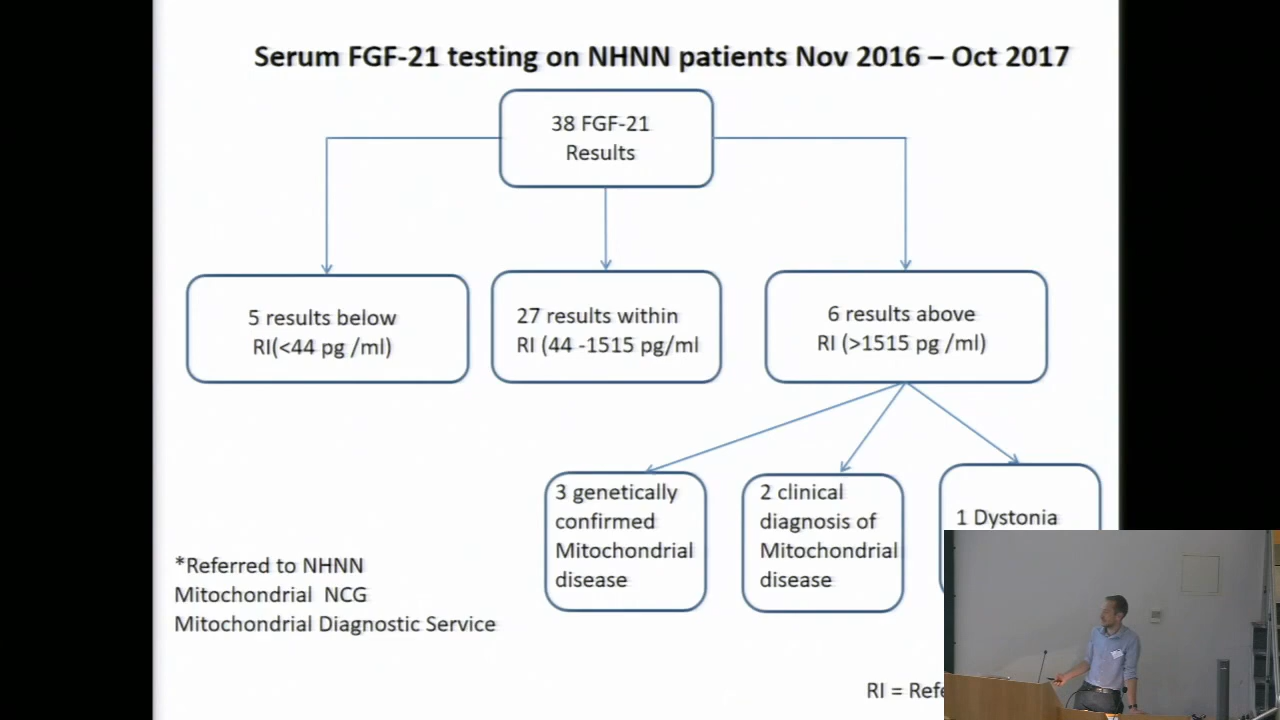 Serum FGF-21 testing on NHNN patients Nov 2016 – Oct 2017
38 FGF-21
Results
5 results below
RI(<44 pg /ml)
27 results within
RI (44 -1515 pg/ml
6 results above
RI (>1515 pg /ml)
3 genetically
confirmed
Mitochondrial
disease
2 clinical
diagnosis of
Mitochondrial
disease
1 Dystonia
*Referred to NHNN
Mitochondrial NCG
Mitochondrial Diagnostic Service
RI =